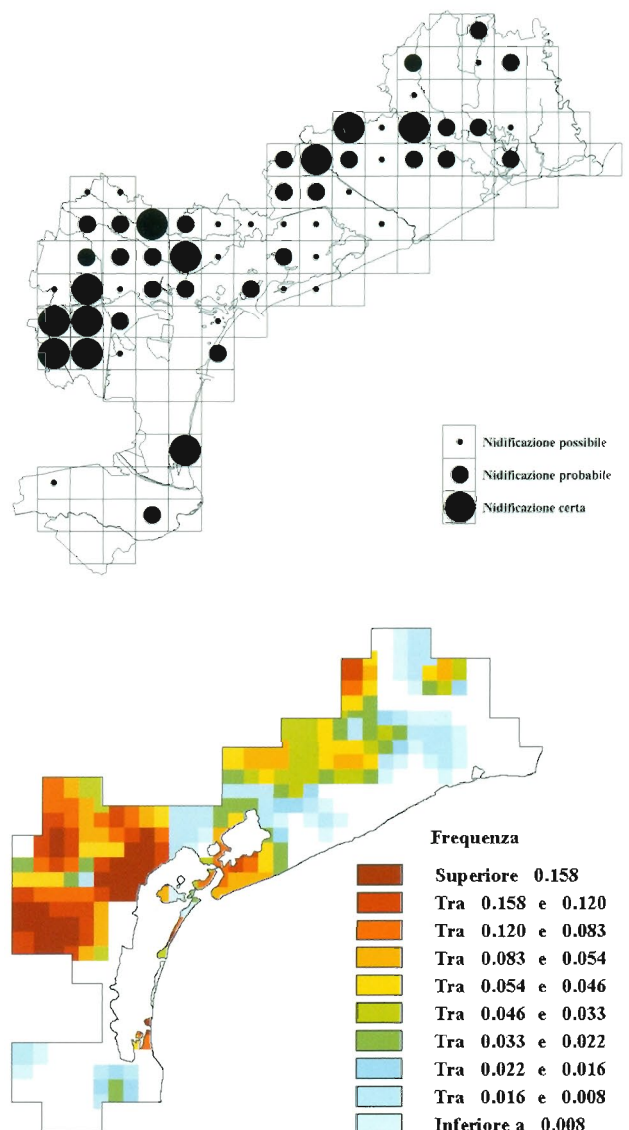 Nidificazione possibile
Nidificazione probabile
Nidificazione certa
Frequenza
Superiore 0.158
Tra 0.158 e 0.120
Tra 0.120 e 0.083
Tra 0.083 e 0.054
Tra 0.054 e 0.046
Tra 0.046 e 0.033
Tra 0.033 e 0.022
Tra 0.022 e 0.016
Tra 0.016 e 0.008
Inferiore a 0.008